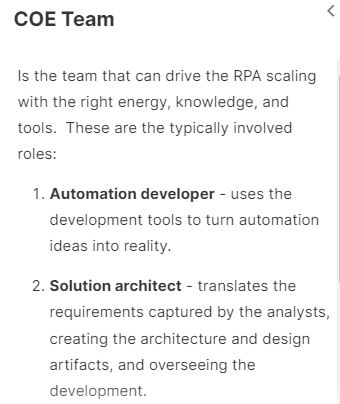 COE Team
Is the team that can drive the RPA scaling
with the right energy, knowledge, and
tools.  These are the typically involved
roles:
1. Automation developer - uses the
development tools to turn automation
ideas into reality.
2. Solution architect - translates the
requirements captured by the analysts,
creating the architecture and design
artifacts, and overseeing the
development.